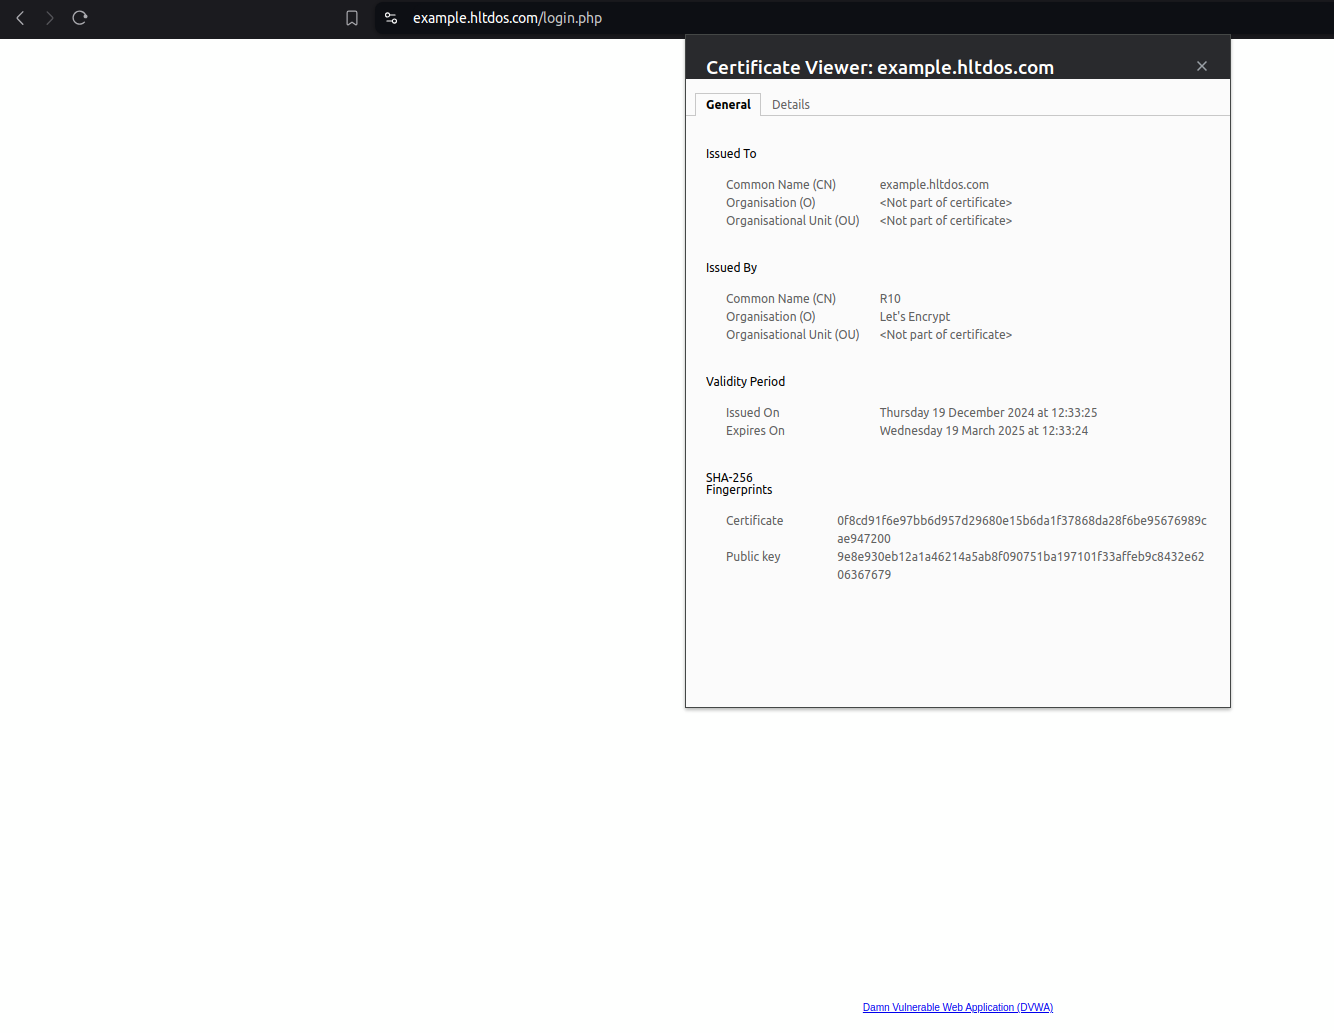 example.hltdos.com/login.php
Certificate Viewer: example.hltdos.com
General Details
Issued To
Common Name (CN) example.hltdos.com
Organisation (O) <Not part of certificate>
Organisational Unit (OU) <Not part of certificate>
Issued By
Common Name (CN) R10
Organisation (O) Let's Encrypt
Organisational Unit (OU) <Not part of certificate>
Validity Period
Issued On Thursday 19 December 2024 at 12:33:25
Expires On Wednesday 19 March 2025 at 12:33:24
SHA-256
Fingerprints
Certificate 0f8cd91f6e97bb6d957d29680e15b6da1f37868da28f6be95676989c
ae947200
Public key 9e8e930eb12a1a46214a5ab8f090751ba197101f33affeb9c8432e62
06367679
Damn Vulnerable Web Application (DVWA)